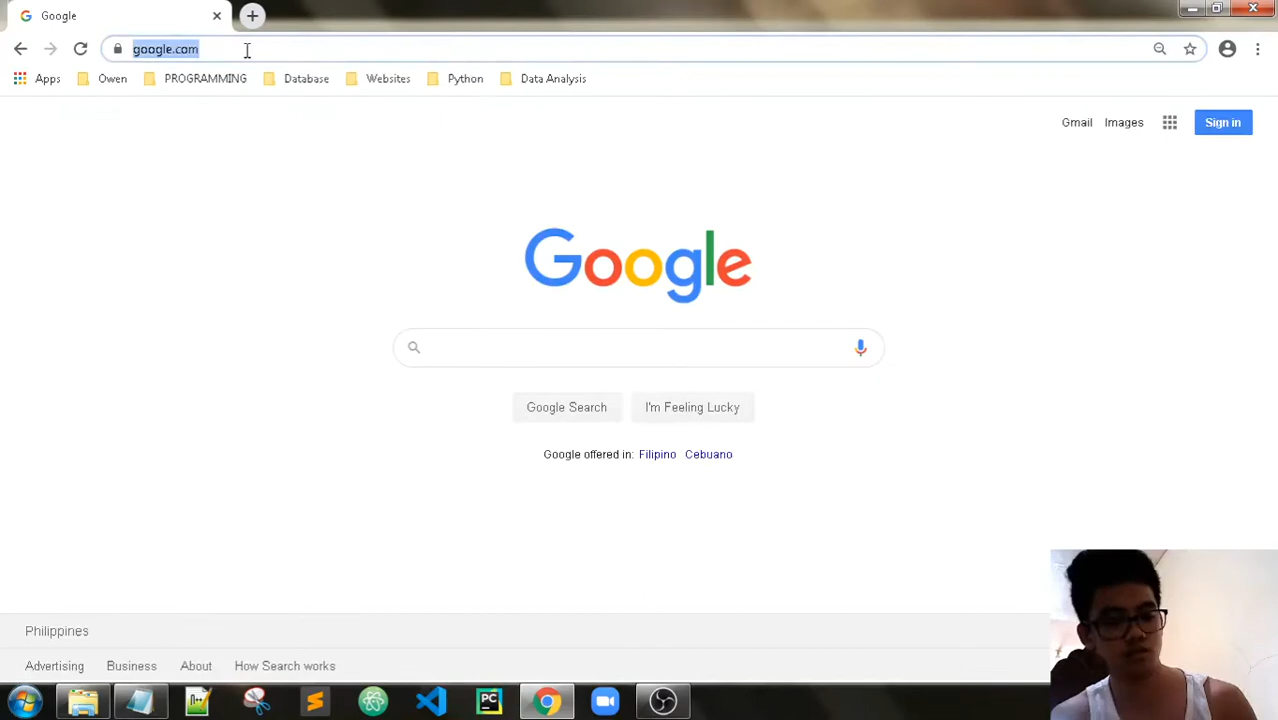 Google
google.com
Apps Owen PROGRAMMING Database Websites Python Data Analysis
Gmail Images Sign in
Google
Google Search I'm Feeling Lucky
Google offered in: Filipino Cebuano
Philippines
Advertising Business About How Search works
PC